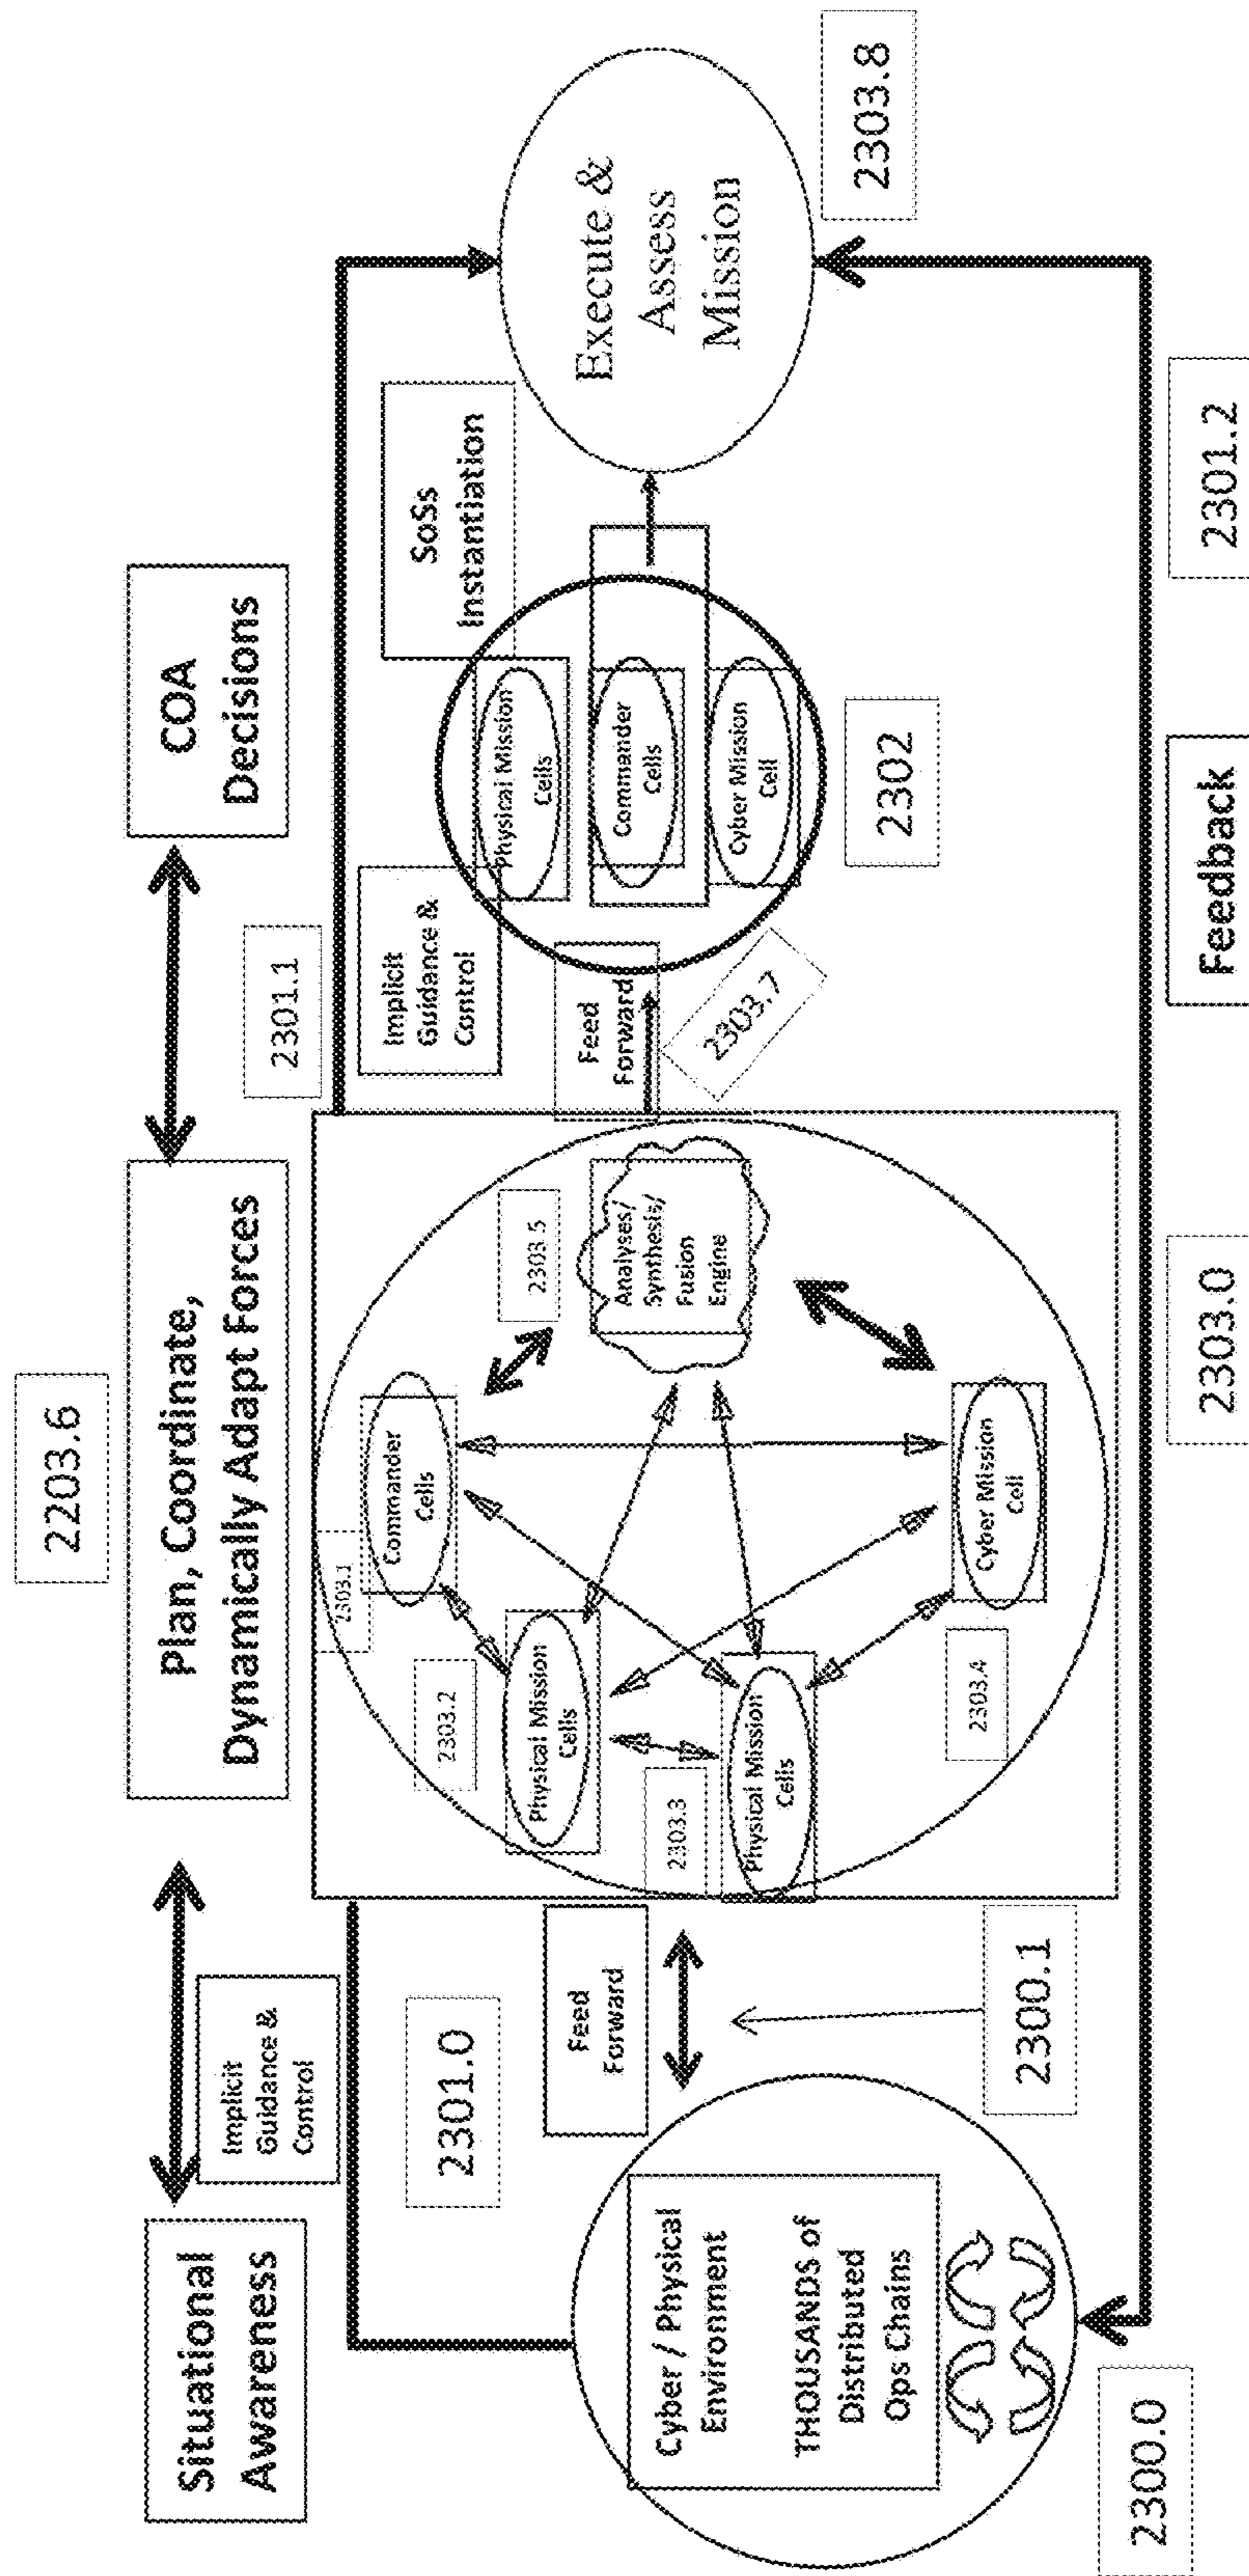 2203.6
Situational
Awareness
Plan, Coordinate,
Dynamically Adapt Forces
COA
Decisions
Implicit
Guidance &
Control
2301.0
2301.1
Feed
Forward
2300.1
Cyber / Physical
Environment
THOUSANDS of
Distributed
Ops Chains
2300.0
2303.1
Commander
Cells
2303.2
Physical Mission
Cells
2303.3
Physical Mission
Cells
2303.4
Cyber Mission
Cell
2303.5
Analyses/
Synthesis/
Fusion
Engine
Implicit
Guidance &
Control
Feed
Forward
2303.7
SoSs
Instantiation
Physical Mission
Cells
Commander
Cells
Cyber Mission
Cell
2302
Execute &
Assess
Mission
2303.8
2303.0
Feedback
2301.2